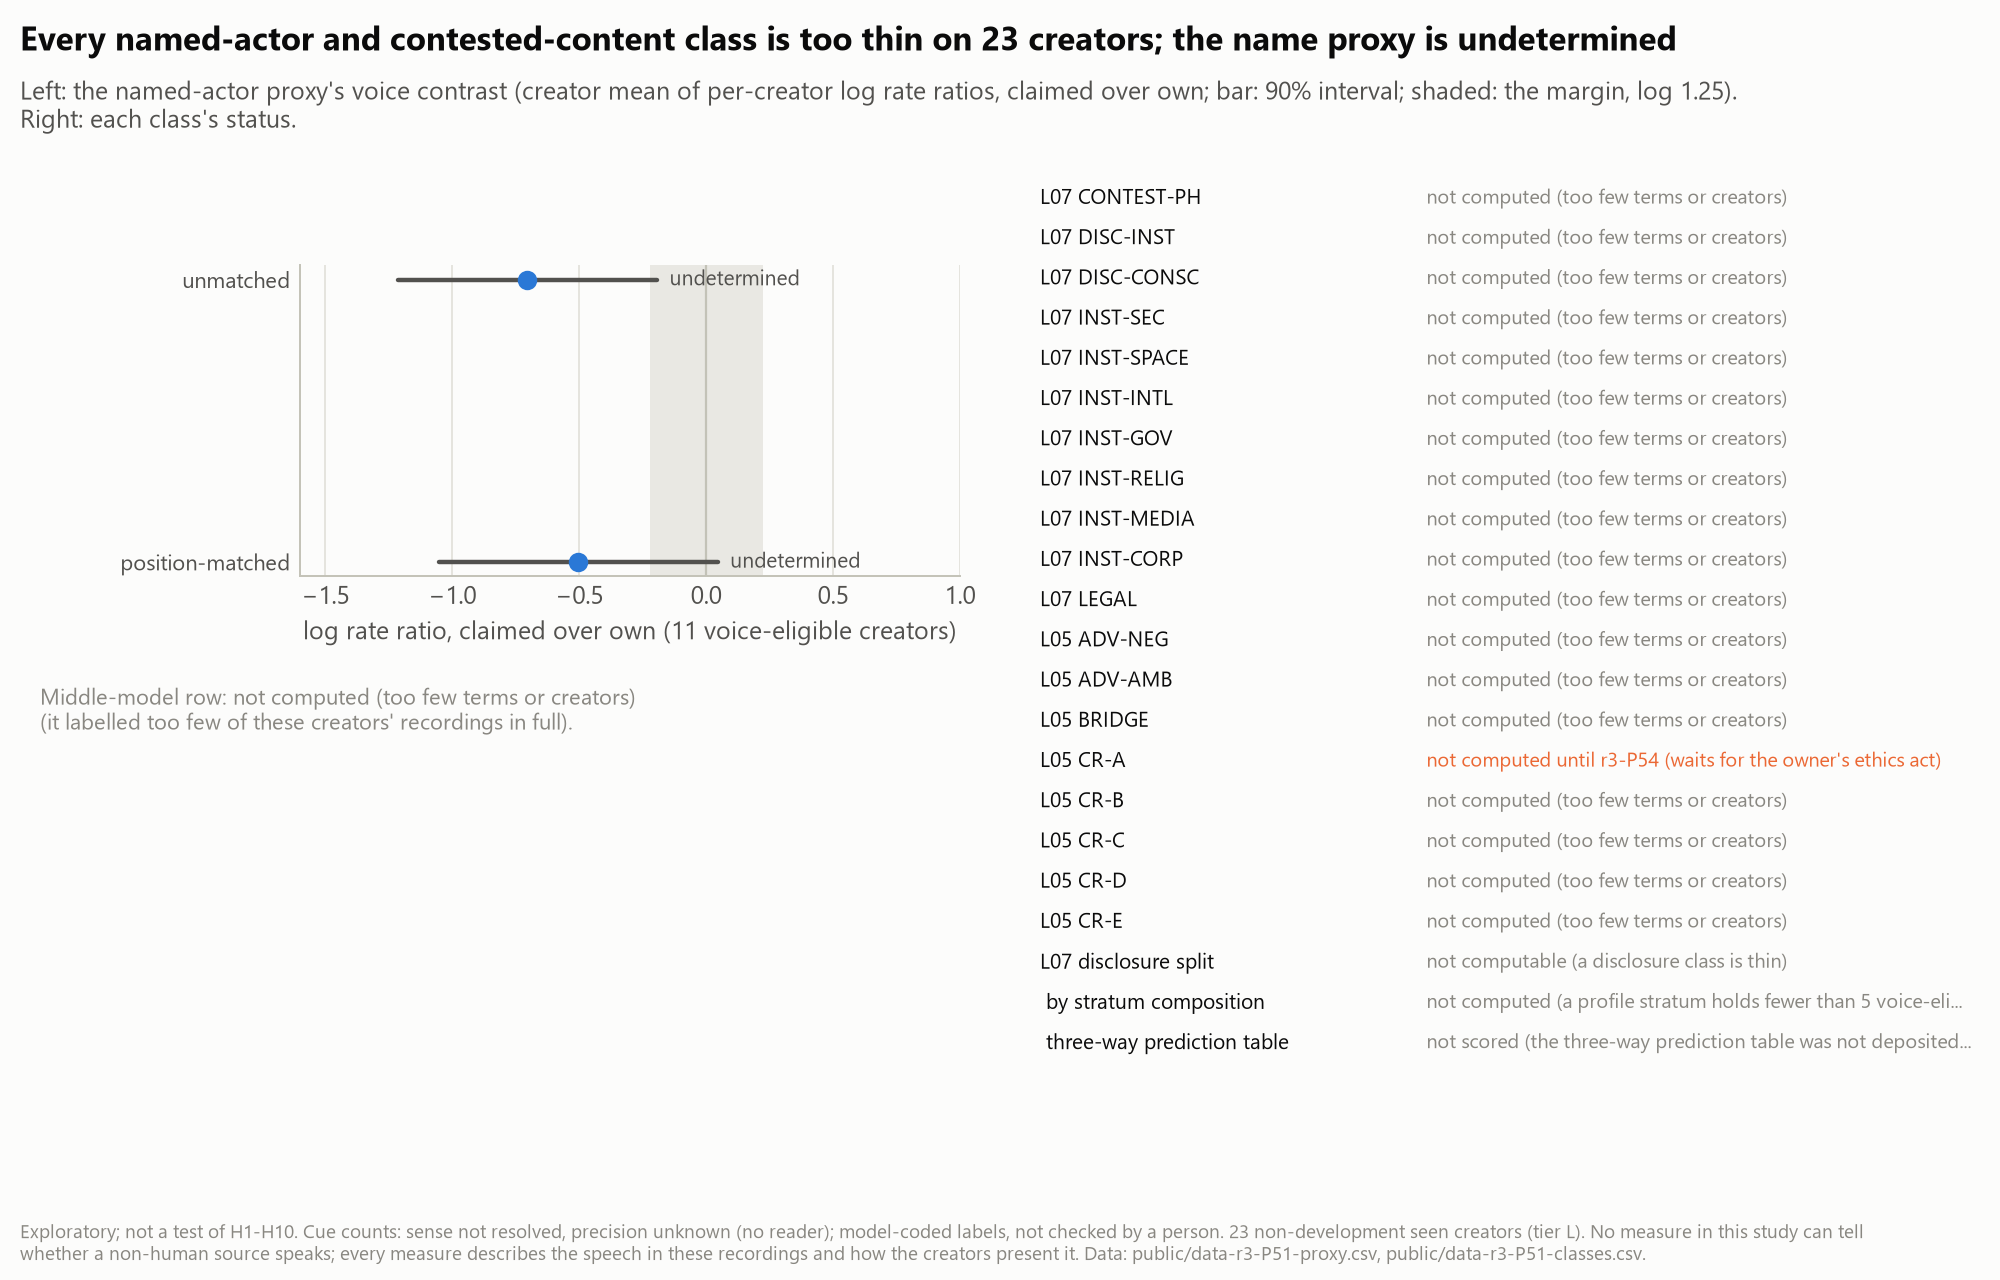 Every named-actor and contested-content class is too thin on 23 creators; the name proxy is undetermined
Left: the named-actor proxy's voice contrast (creator mean of per-creator log rate ratios, claimed over own; bar: 90% interval; shaded: the margin, log 1.25).
Right: each class's status.
unmatched
undetermined
position-matched
undetermined
−1.5 −1.0 −0.5 0.0 0.5 1.0
log rate ratio, claimed over own (11 voice-eligible creators)
Middle-model row: not computed (too few terms or creators)
(it labelled too few of these creators' recordings in full).
L07 CONTEST-PH not computed (too few terms or creators)
L07 DISC-INST not computed (too few terms or creators)
L07 DISC-CONSC not computed (too few terms or creators)
L07 INST-SEC not computed (too few terms or creators)
L07 INST-SPACE not computed (too few terms or creators)
L07 INST-INTL not computed (too few terms or creators)
L07 INST-GOV not computed (too few terms or creators)
L07 INST-RELIG not computed (too few terms or creators)
L07 INST-MEDIA not computed (too few terms or creators)
L07 INST-CORP not computed (too few terms or creators)
L07 LEGAL not computed (too few terms or creators)
L05 ADV-NEG not computed (too few terms or creators)
L05 ADV-AMB not computed (too few terms or creators)
L05 BRIDGE not computed (too few terms or creators)
L05 CR-A not computed until r3-P54 (waits for the owner's ethics act)
L05 CR-B not computed (too few terms or creators)
L05 CR-C not computed (too few terms or creators)
L05 CR-D not computed (too few terms or creators)
L05 CR-E not computed (too few terms or creators)
L07 disclosure split not computable (a disclosure class is thin)
by stratum composition not computed (a profile stratum holds fewer than 5 voice-eli...
three-way prediction table not scored (the three-way prediction table was not deposited...
Exploratory; not a test of H1-H10. Cue counts: sense not resolved, precision unknown (no reader); model-coded labels, not checked by a person. 23 non-development seen creators (tier L). No measure in this study can tell
whether a non-human source speaks; every measure describes the speech in these recordings and how the creators present it. Data: public/data-r3-P51-proxy.csv, public/data-r3-P51-classes.csv.